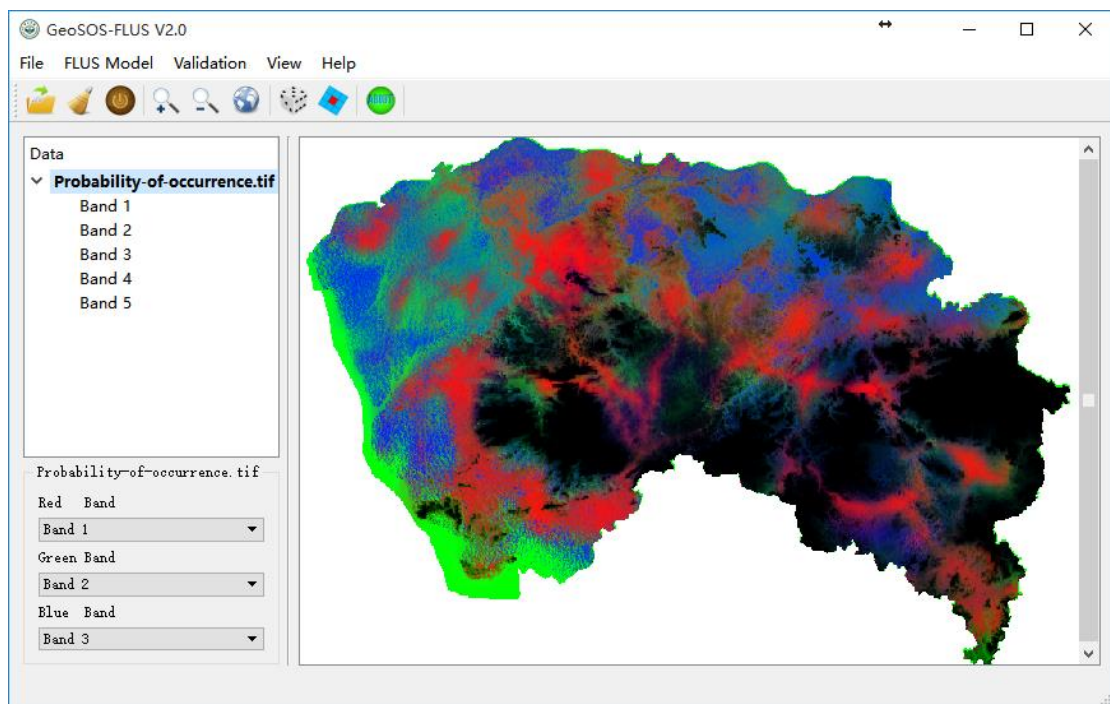 GeoSOS-FLUS V2.0
File FLUS Model Validation View Help
Data
Probability-of-occurrence.tif
Band 1
Band 2
Band 3
Band 4
Band 5
Probability-of-occurrence.tif
Red Band
Band 1
Green Band
Band 2
Blue Band
Band 3